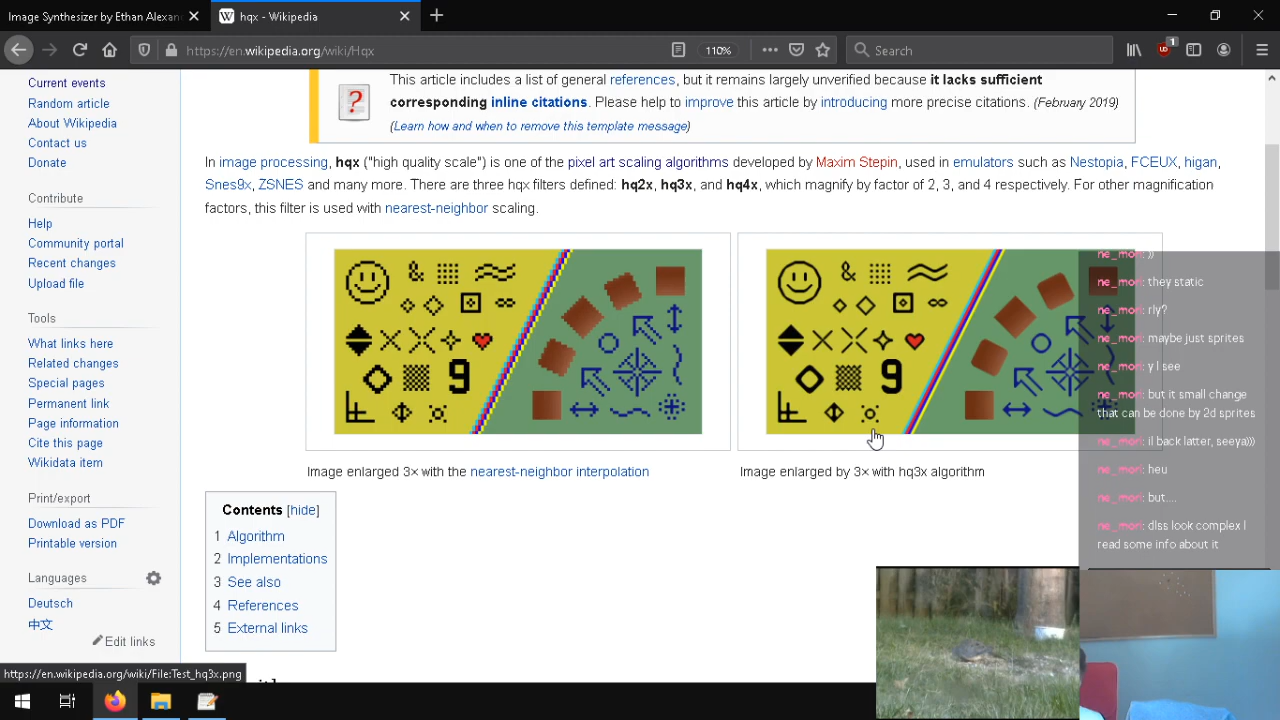 Image Synthesizer by Ethan Alexan
hqx - Wikipedia
https://en.wikipedia.org/wiki/Hqx
110%
Search
1
Current events
Random article
About Wikipedia
Contact us
Donate
Contribute
Help
Community portal
Recent changes
Upload file
Tools
What links here
Related changes
Special pages
Permanent link
Page information
Cite this page
Wikidata item
Print/export
Download as PDF
Printable version
Languages
Deutsch
中文
Edit links
This article includes a list of general references, but it remains largely unverified because it lacks sufficient
corresponding inline citations. Please help to improve this article by introducing more precise citations. (February 2019)
(Learn how and when to remove this template message)
In image processing, hqx ("high quality scale") is one of the pixel art scaling algorithms developed by Maxim Stepin, used in emulators such as Nestopia, FCEUX, higan,
Snes9x, ZSNES and many more. There are three hqx filters defined: hq2x, hq3x, and hq4x, which magnify by factor of 2, 3, and 4 respectively. For other magnification
factors, this filter is used with nearest-neighbor scaling.
&
9
&
9
Image enlarged 3× with the nearest-neighbor interpolation
Image enlarged by 3× with hq3x algorithm
Contents [hide]
1 Algorithm
2 Implementations
3 See also
4 References
5 External links
ne_mori: ))
ne_mori: they static
ne_mori: rly?
ne_mori: maybe just sprites
ne_mori: y I see
ne_mori: but it small change
that can be done by 2d sprites
ne_mori: il back latter, seeya)))
ne_mori: heu
ne_mori: but....
ne_mori: dlss look complex I
read some info about it
https://en.wikipedia.org/wiki/File:Test_hq3x.png